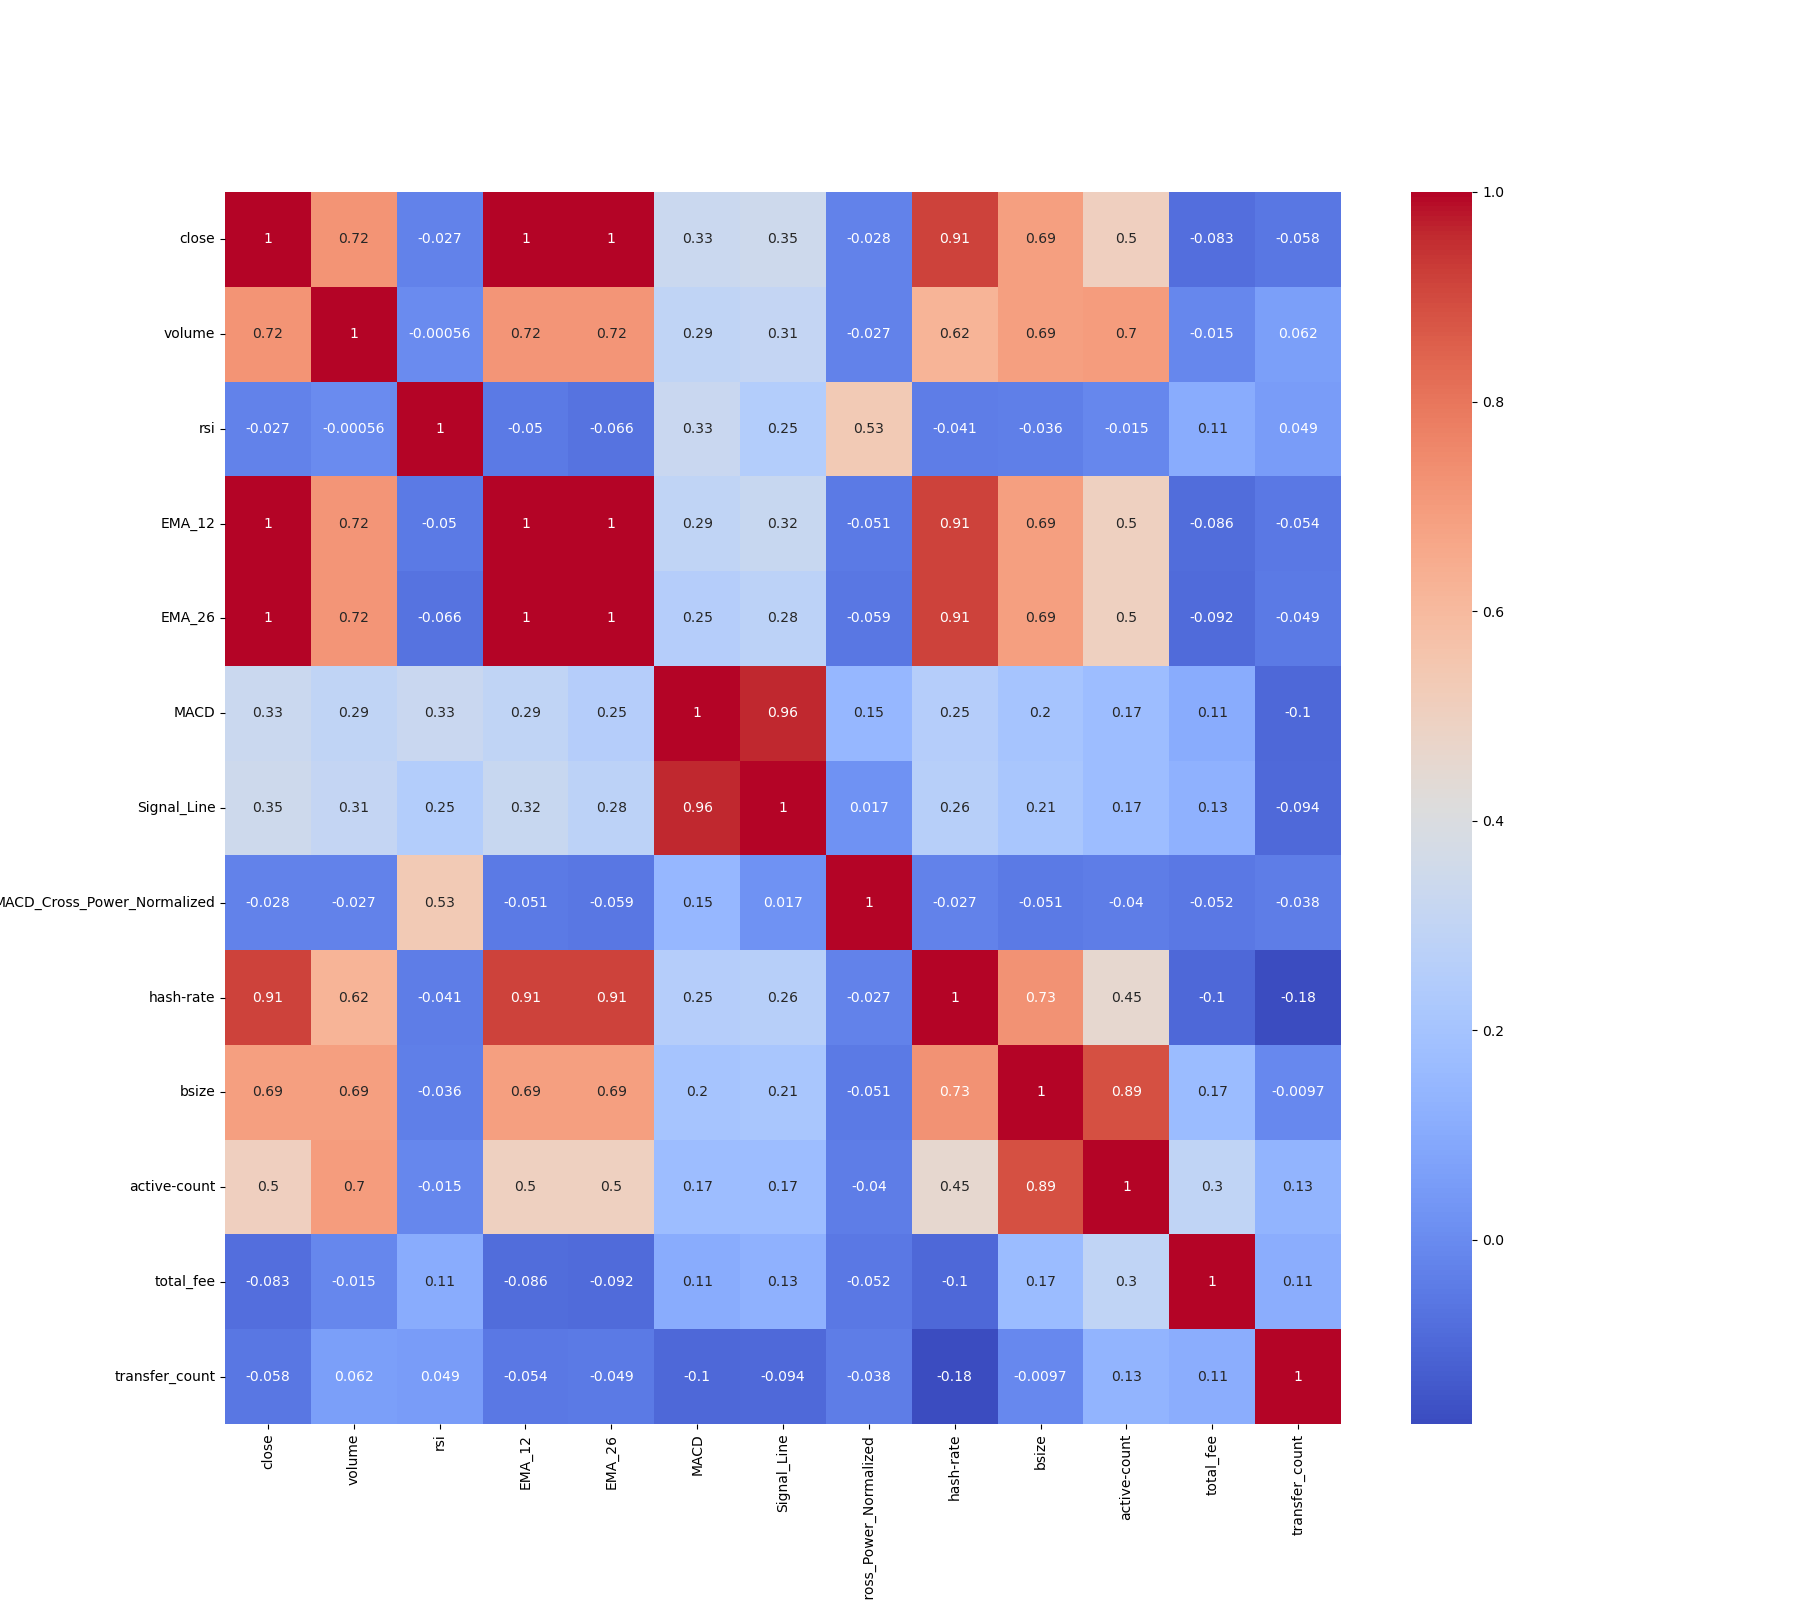 1.0
close 1 0.72 -0.027 1 1 0.33 0.35 -0.028 0.91 0.69 0.5 -0.083 -0.058
volume 0.72 1 -0.00056 0.72 0.72 0.29 0.31 -0.027 0.62 0.69 0.7 -0.015 0.062
0.8
rsi -0.027 -0.00056 1 -0.05 -0.066 0.33 0.25 0.53 -0.041 -0.036 -0.015 0.11 0.049
EMA_12 1 0.72 -0.05 1 1 0.29 0.32 -0.051 0.91 0.69 0.5 -0.086 -0.054
0.6
EMA_26 1 0.72 -0.066 1 1 0.25 0.28 -0.059 0.91 0.69 0.5 -0.092 -0.049
MACD 0.33 0.29 0.33 0.29 0.25 1 0.96 0.15 0.25 0.2 0.17 0.11 -0.1
Signal_Line 0.35 0.31 0.25 0.32 0.28 0.96 1 0.017 0.26 0.21 0.17 0.13 -0.094
0.4
MACD_Cross_Power_Normalized -0.028 -0.027 0.53 -0.051 -0.059 0.15 0.017 1 -0.027 -0.051 -0.04 -0.052 -0.038
hash-rate 0.91 0.62 -0.041 0.91 0.91 0.25 0.26 -0.027 1 0.73 0.45 -0.1 -0.18
0.2
bsize 0.69 0.69 -0.036 0.69 0.69 0.2 0.21 -0.051 0.73 1 0.89 0.17 -0.0097
active-count 0.5 0.7 -0.015 0.5 0.5 0.17 0.17 -0.04 0.45 0.89 1 0.3 0.13
0.0
total_fee -0.083 -0.015 0.11 -0.086 -0.092 0.11 0.13 -0.052 -0.1 0.17 0.3 1 0.11
transfer_count -0.058 0.062 0.049 -0.054 -0.049 -0.1 -0.094 -0.038 -0.18 -0.0097 0.13 0.11 1
close
volume
rsi
EMA_12
EMA_26
MACD
Signal_Line
ross_Power_Normalized
hash-rate
bsize
active-count
total_fee
transfer_count